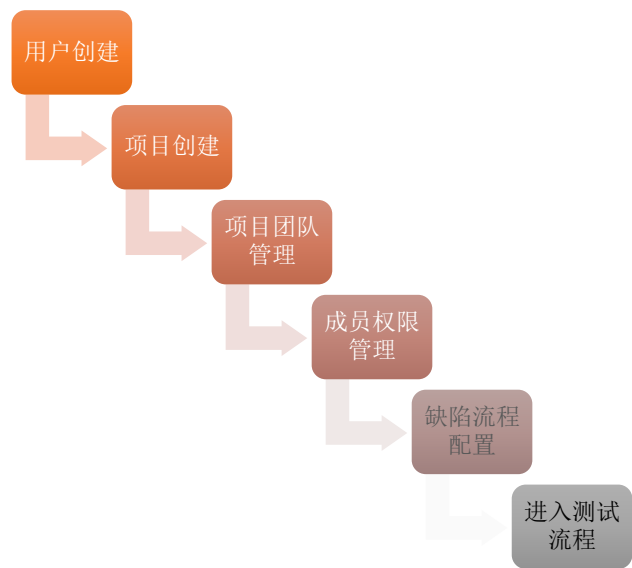 用户创建
项目创建
项目团队
管理
成员权限
管理
缺陷流程
配置
进入测试
流程